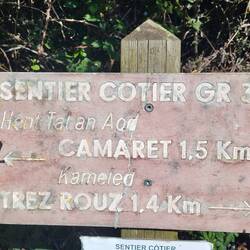 SENTIER COTIER GR 3
Hent Tal an Aod
CAMARET 1,5 Km
Kameled
TREZ ROUZ 1.4 Km
SENTIER CÔTIER